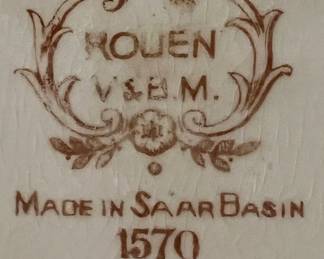 ROUEN
V & B.M.
MADE IN SAAR BASIN
1570